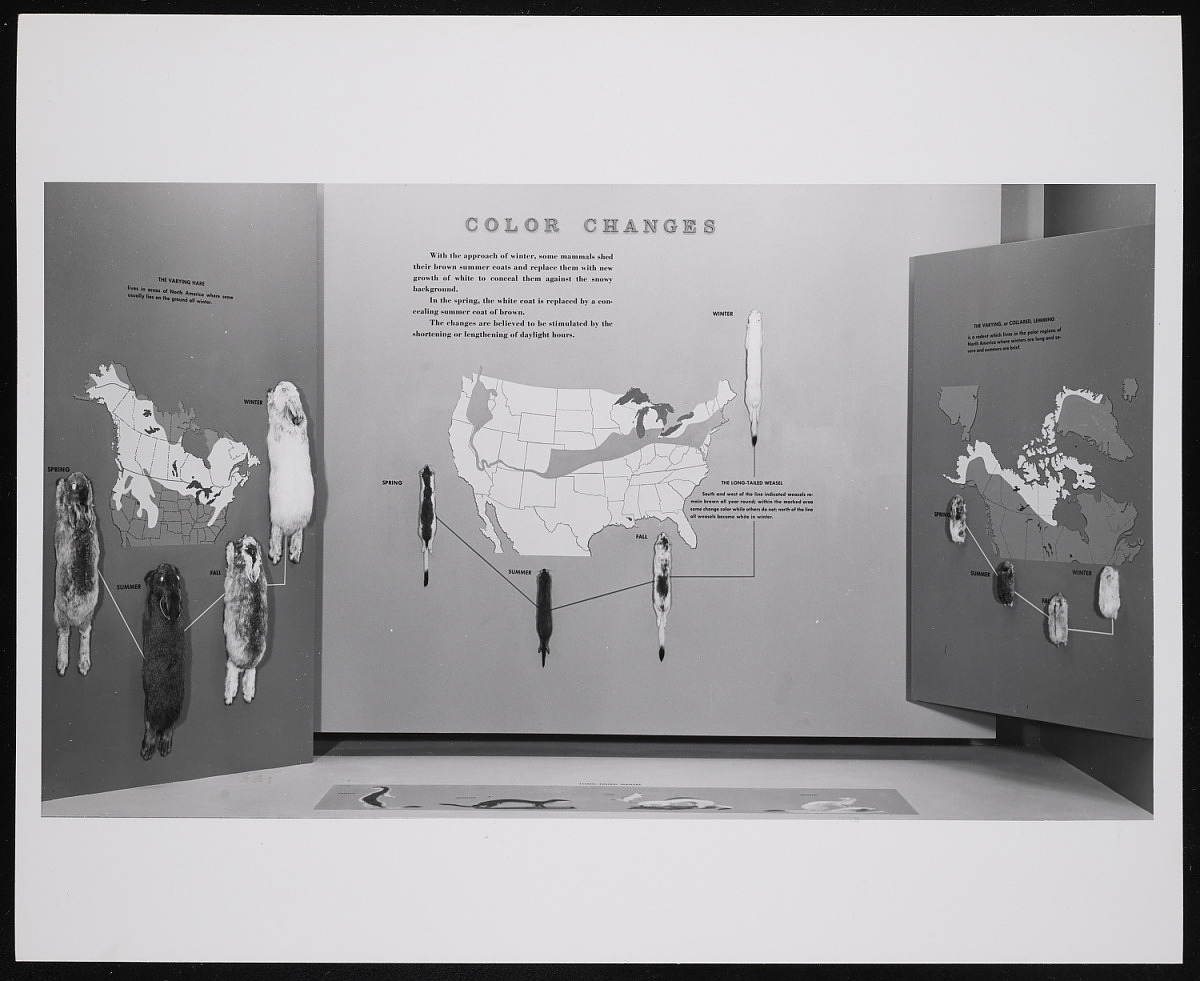 COLOR CHANGES
With the approach of winter, some mammals shed
their brown summer coats and replace them with new
growth of white to conceal them against the snowy
background.
In the spring, the white coat is replaced by a con-
cealing summer coat of brown.
The changes are believed to be stimulated by the
shortening or lengthening of daylight hours.
THE VARYING HARE
lives in areas of North America where snow
usually lies on the ground all winter.
WINTER
SPRING
SUMMER
FALL
WINTER
SPRING
SUMMER
FALL
THE LONG-TAILED WEASEL
South and west of the line indicated weasels re-
main brown all year round; within the marked area
some change color while others do not; north of the line
all weasels become white in winter.
THE VARYING, or COLLARED, LEMMING
is a rodent which lives in the polar regions of
North America where winters are long and se-
vere and summers are brief.
SPRING
SUMMER
FALL
WINTER